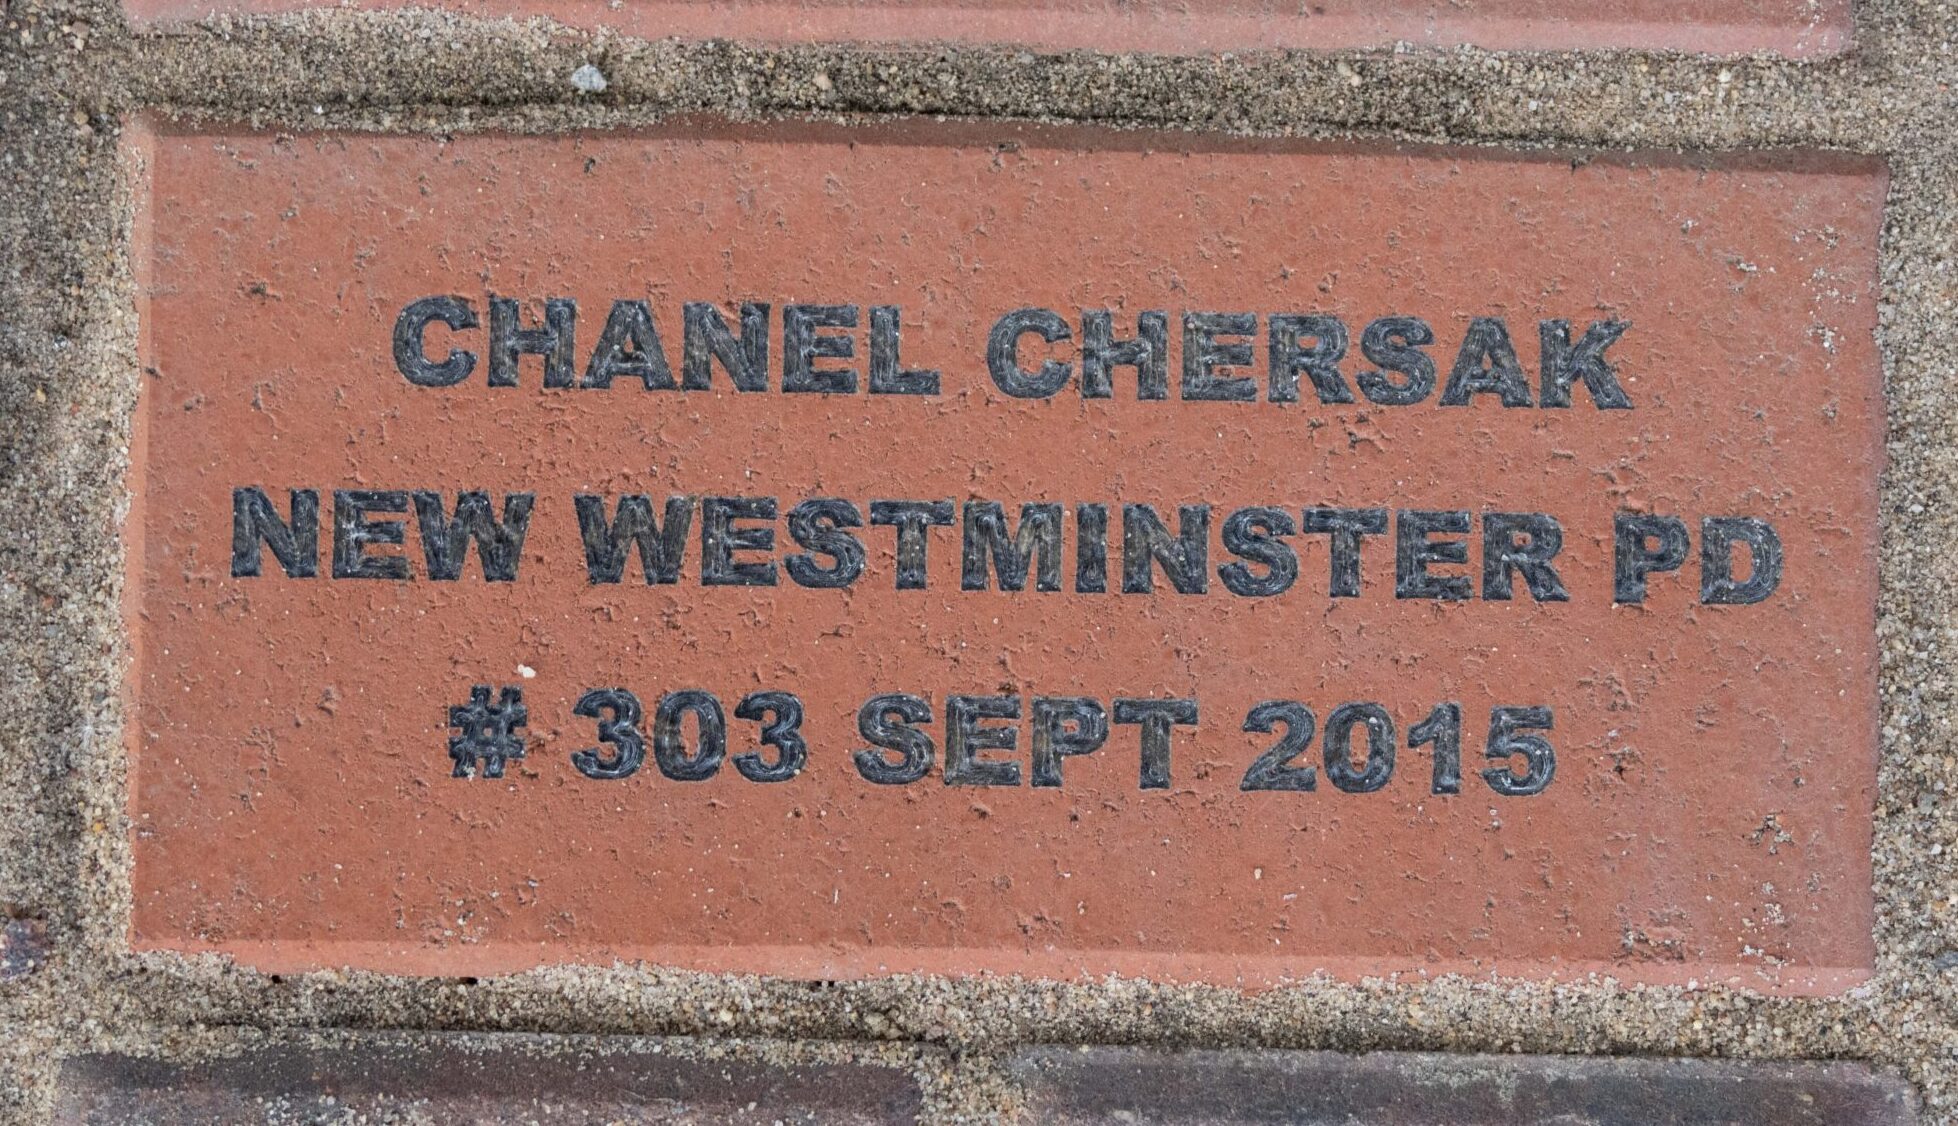 CHANEL CHERSAK
NEW WESTMINSTER PD
# 303 SEPT 2015